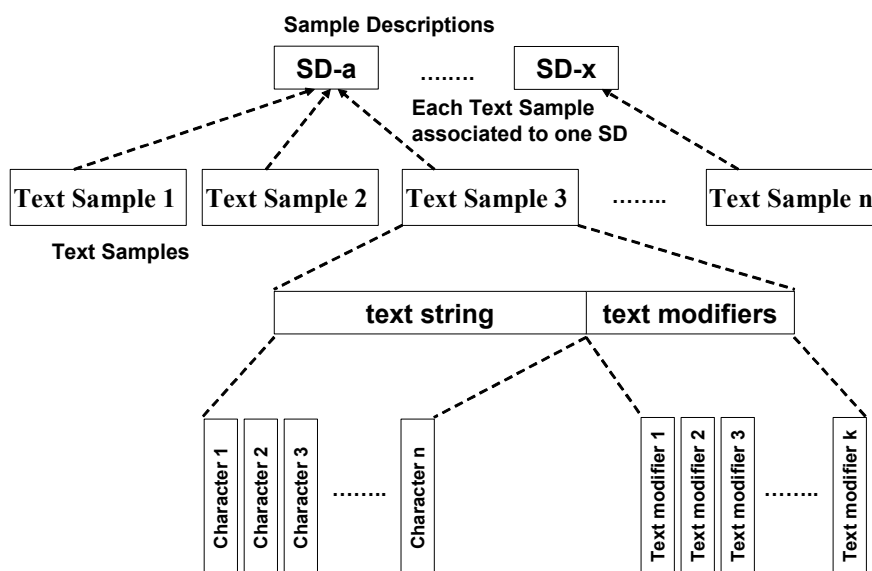 Sample Descriptions
SD-a
........
SD-x
Each Text Sample
associated to one SD
Text Sample 1
Text Sample 2
Text Sample 3
........
Text Sample n
Text Samples
text string
text modifiers
Character 1
Character 2
Character 3
........
Character n
Text modifier 1
Text modifier 2
Text modifier 3
........
Text modifier k